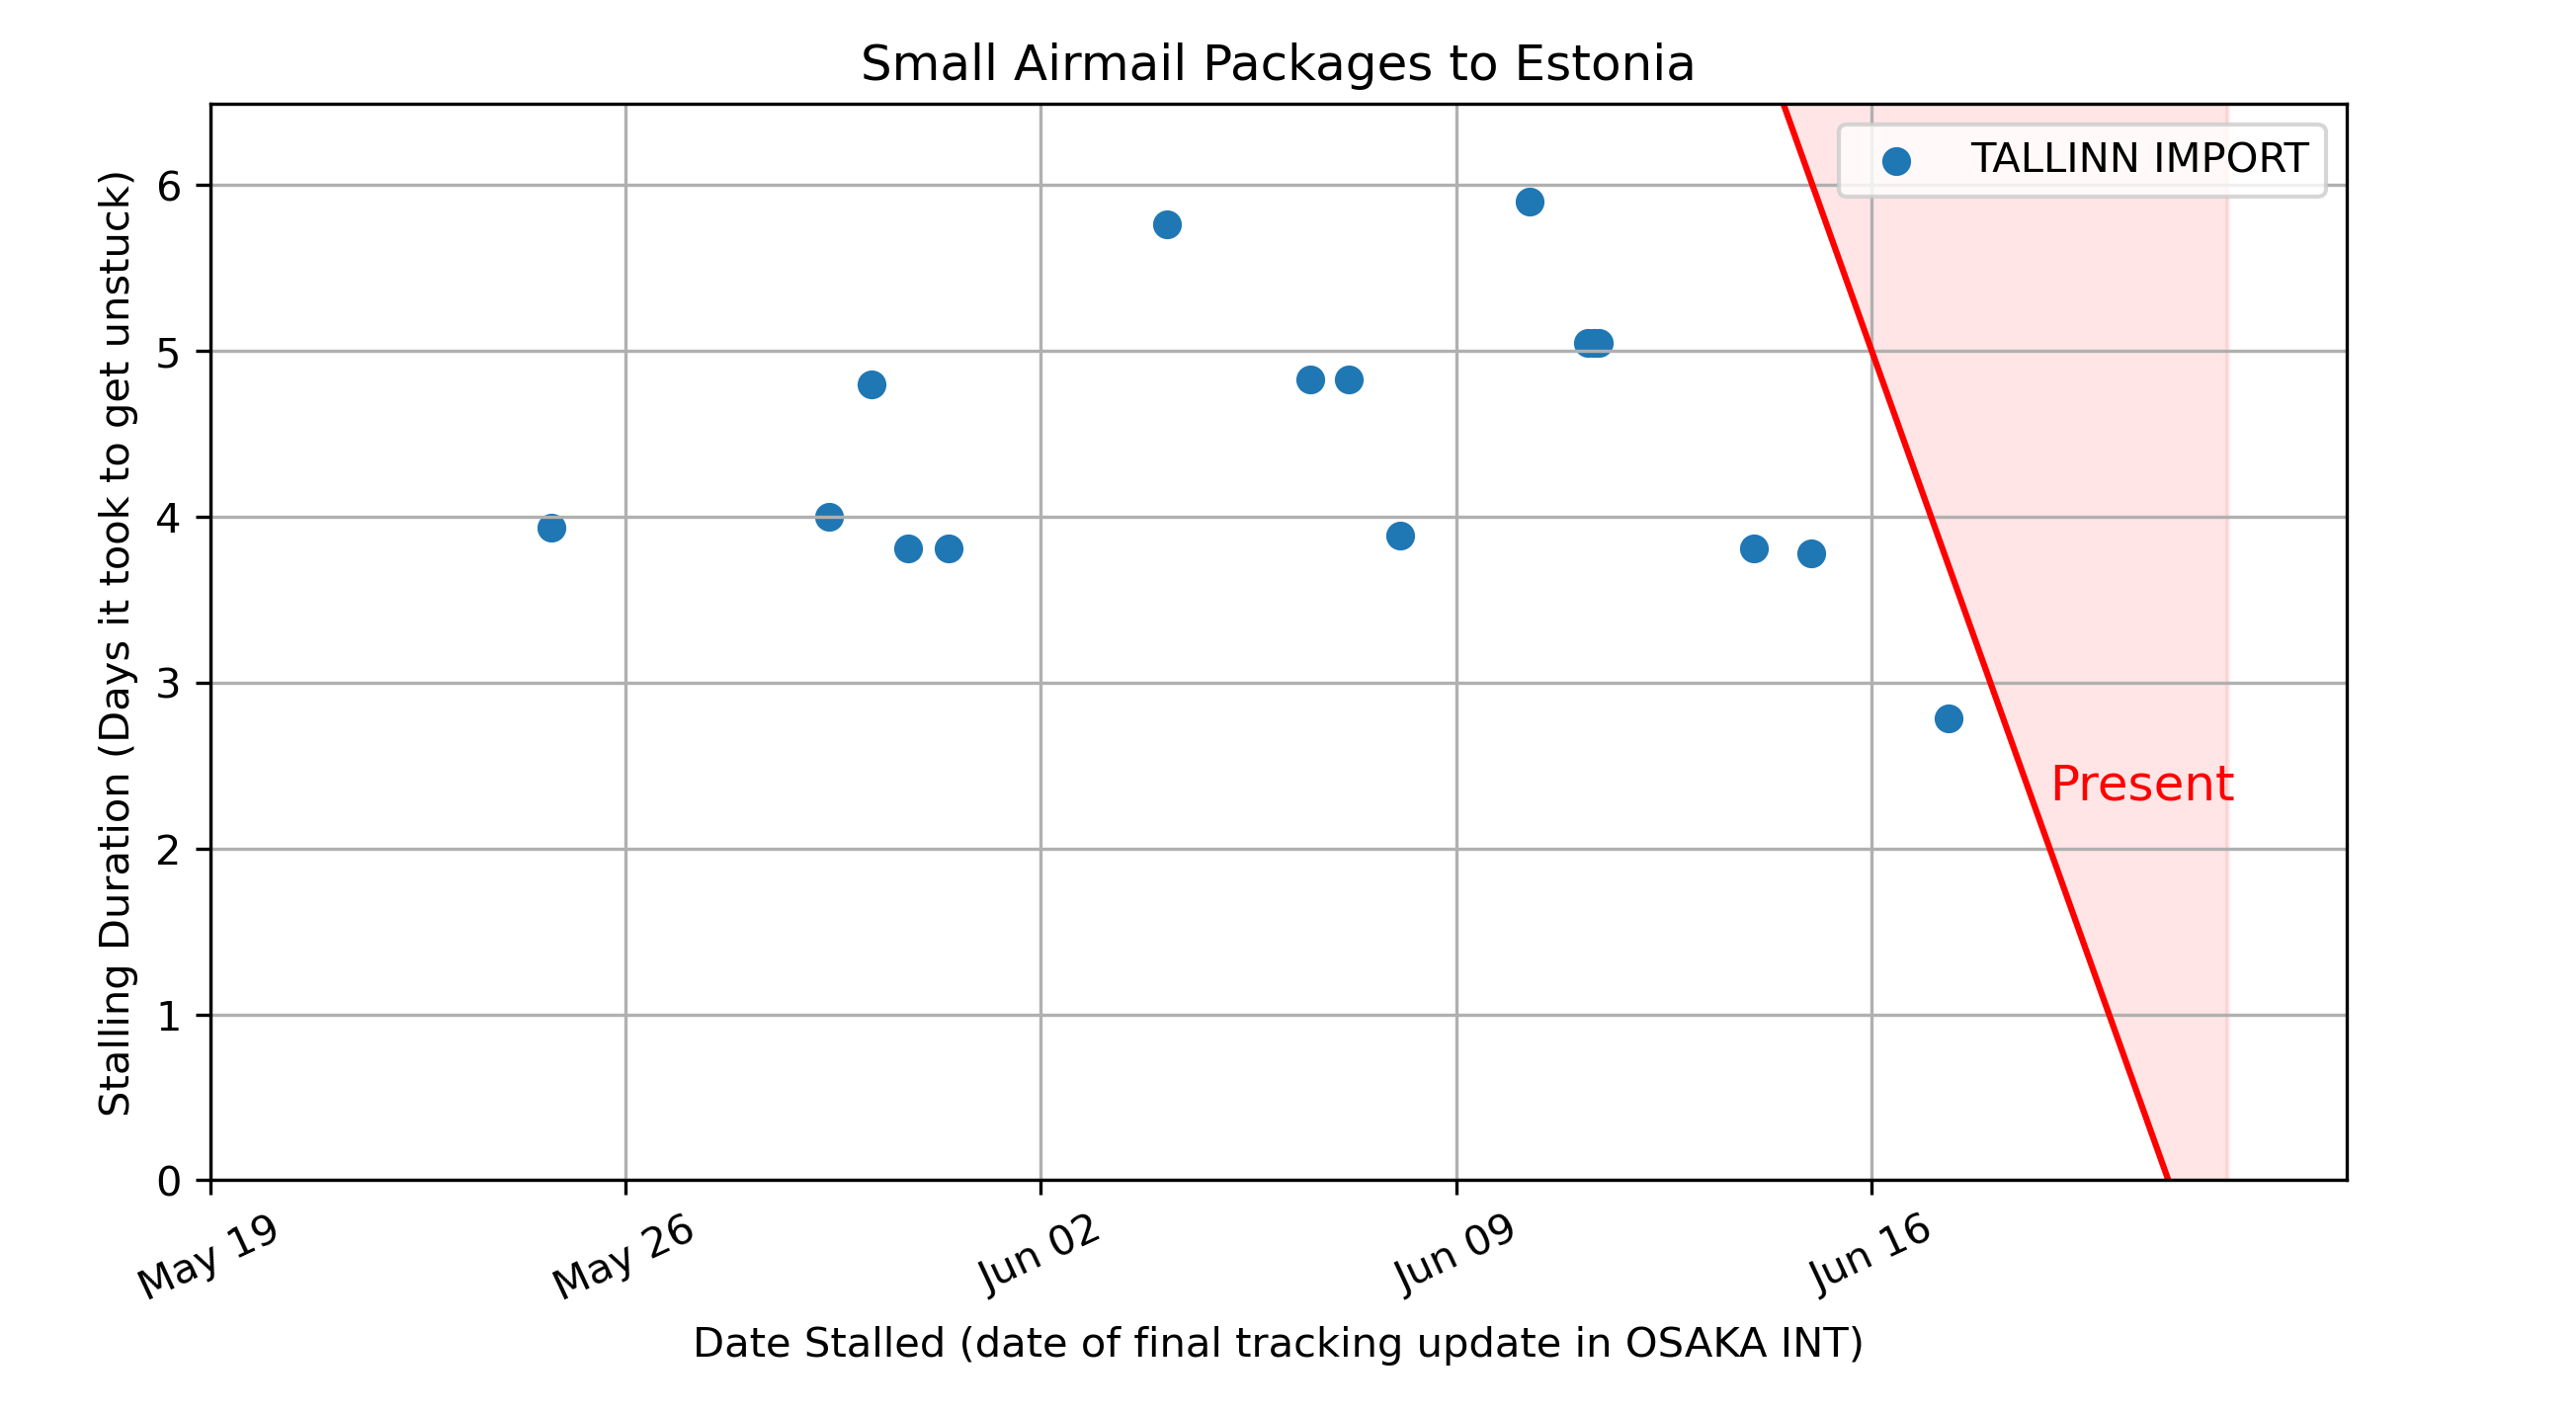 Small Airmail Packages to Estonia
TALLINN IMPORT
Stalling Duration (Days it took to get unstuck)
6
5
4
3
2
1
0
Present
May 19
May 26
Jun 02
Jun 09
Jun 16
Date Stalled (date of final tracking update in OSAKA INT)